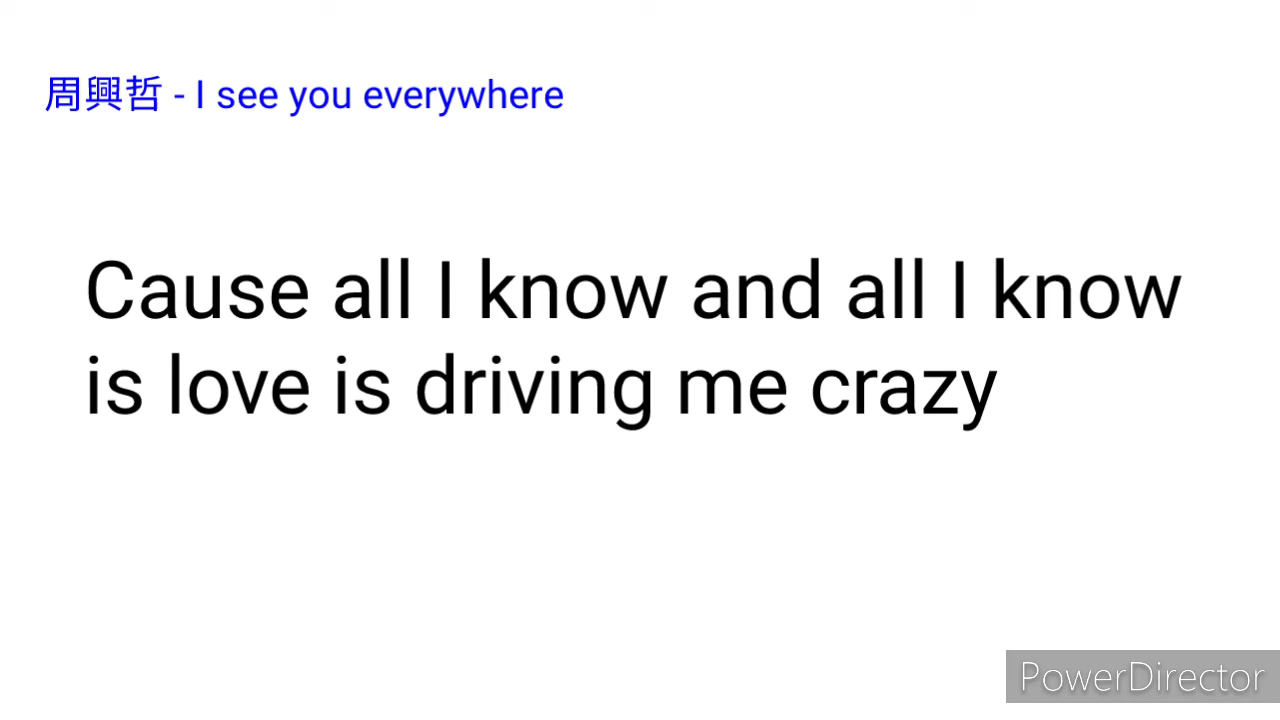 周興哲 - I see you everywhere
Cause all I know and all I know
is love is driving me crazy
PowerDirector